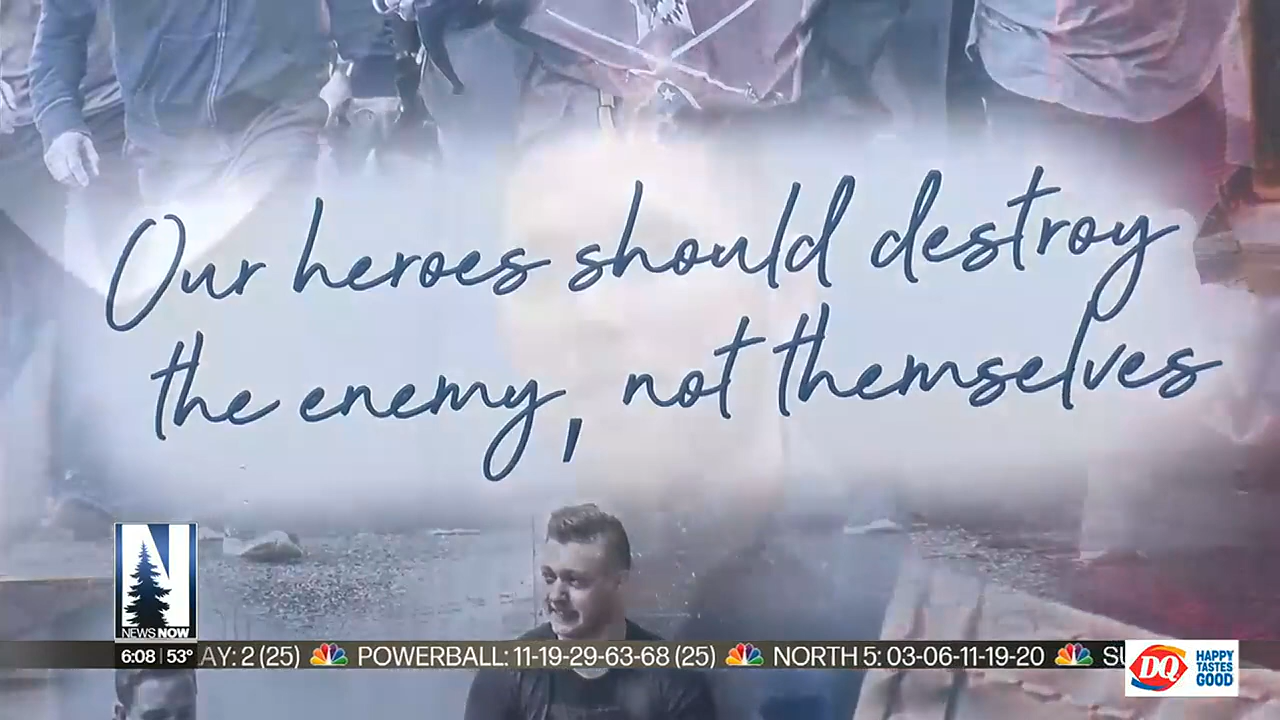 Our heroes should destroy
the enemy, not themselves
N
NEWS NOW
6:08 53° AY: 2 (25) POWERBALL: 11-19-29-63-68 (25) NORTH 5: 03-06-11-19-20
DQ HAPPY
TASTES
GOOD